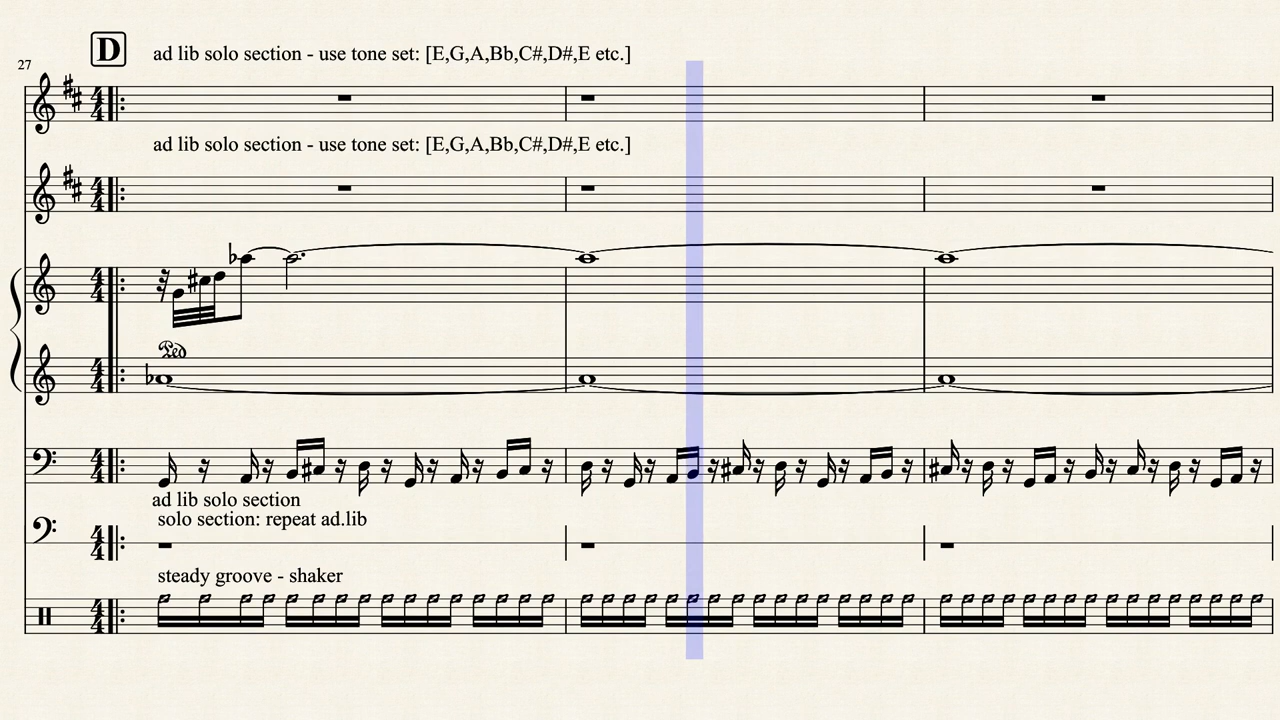 D ad lib solo section - use tone set: [E,G,A,Bb,C#,D#,E etc.]
27
ad lib solo section - use tone set: [E,G,A,Bb,C#,D#,E etc.]
Ped
ad lib solo section
solo section: repeat ad.lib
steady groove - shaker